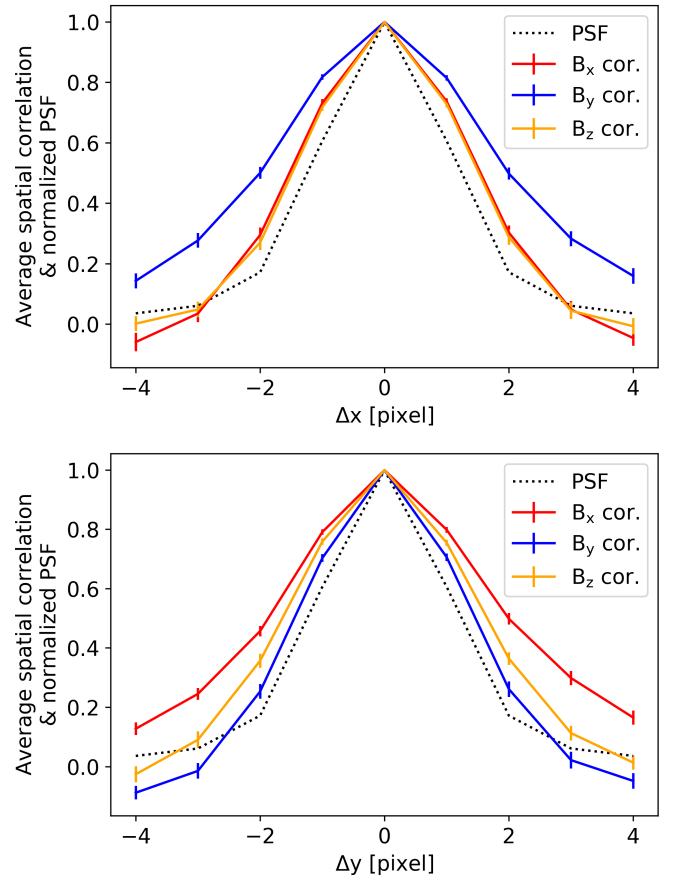 Average spatial correlation
& normalized PSF
1.0
0.8
0.6
0.4
0.2
0.0
PSF
Bx cor.
By cor.
Bz cor.
−4
−2
0
2
4
Δx [pixel]
Average spatial correlation
& normalized PSF
1.0
0.8
0.6
0.4
0.2
0.0
PSF
Bx cor.
By cor.
Bz cor.
−4
−2
0
2
4
Δy [pixel]